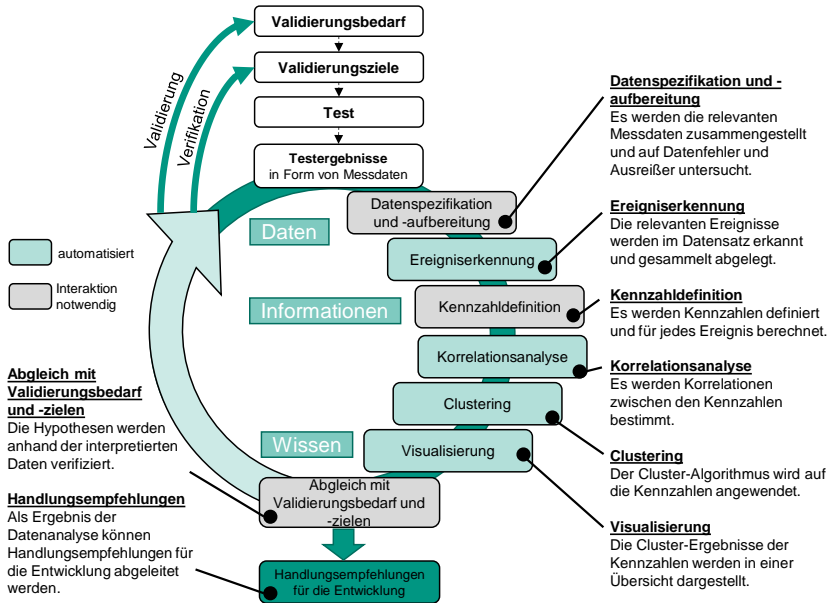 Validierungsbedarf
Validierungsziele
Test
Testergebnisse
in Form von Messdaten
Validierung
Verifikation
Datenspezifikation
und -aufbereitung
Daten
Ereigniserkennung
Informationen
Kennzahldefinition
Korrelationsanalyse
Clustering
Wissen
Visualisierung
Abgleich mit
Validierungsbedarf und
-zielen
Handlungsempfehlungen
für die Entwicklung
automatisiert
Interaktion
notwendig
Abgleich mit
Validierungsbedarf
und -zielen
Die Hypothesen werden
anhand der interpretierten
Daten verifiziert.
Handlungsempfehlungen
Als Ergebnis der
Datenanalyse können
Handlungsempfehlungen für
die Entwicklung abgeleitet
werden.
Datenspezifikation und -
aufbereitung
Es werden die relevanten
Messdaten zusammengestellt
und auf Datenfehler und
Ausreißer untersucht.
Ereigniserkennung
Die relevanten Ereignisse
werden im Datensatz erkannt
und gesammelt abgelegt.
Kennzahldefinition
Es werden Kennzahlen definiert
und für jedes Ereignis berechnet.
Korrelationsanalyse
Es werden Korrelationen
zwischen den Kennzahlen
bestimmt.
Clustering
Der Cluster-Algorithmus wird auf
die Kennzahlen angewendet.
Visualisierung
Die Cluster-Ergebnisse der
Kennzahlen werden in einer
Übersicht dargestellt.